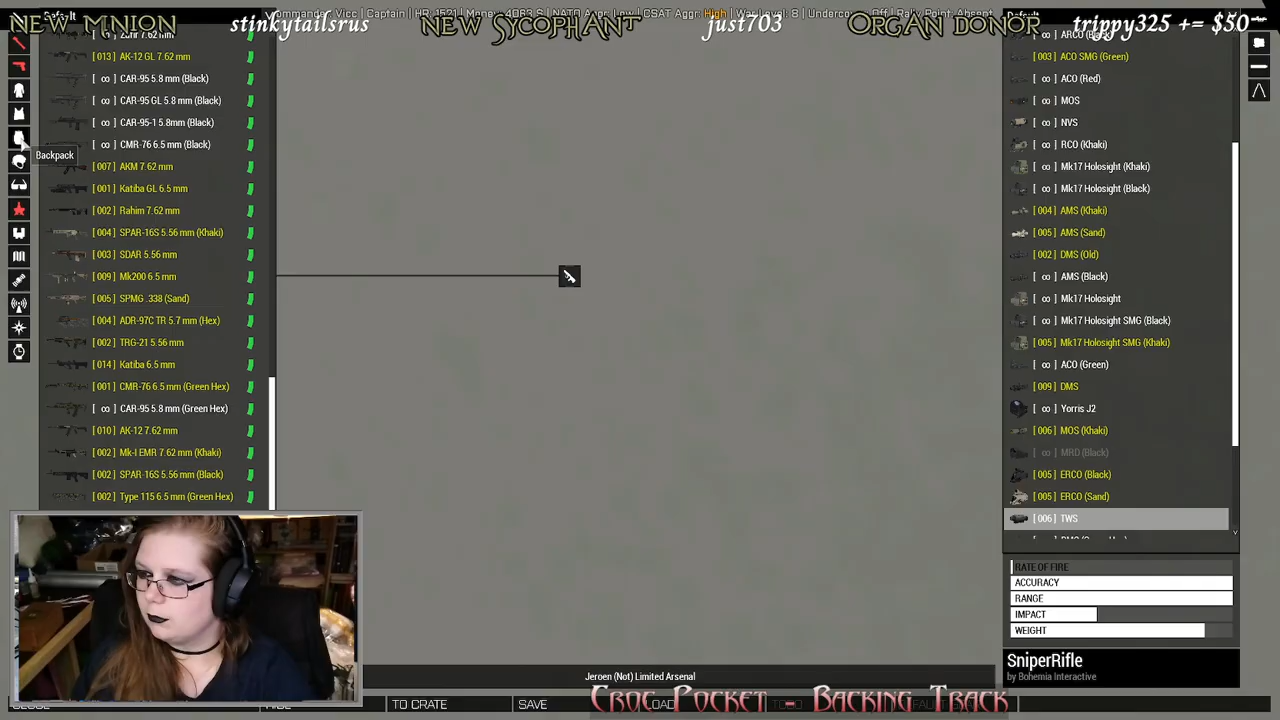 NEW MINION
stinkytailsrus
NEW SYCOPHANT
just703
ORGAN DONOR
trippy325 += $50
[ 013 ] AK-12 GL 7.62 mm
[ ∞ ] CAR-95 5.8 mm (Black)
[ ∞ ] CAR-95 GL 5.8 mm (Black)
[ ∞ ] CAR-95-1 5.8mm (Black)
[ ∞ ] CMR-76 6.5 mm (Black)
Backpack
[ 007 ] AKM 7.62 mm
[ 001 ] Katiba GL 6.5 mm
[ 002 ] Rahim 7.62 mm
[ 004 ] SPAR-16S 5.56 mm (Khaki)
[ 003 ] SDAR 5.56 mm
[ 009 ] Mk200 6.5 mm
[ 005 ] SPMG .338 (Sand)
[ 004 ] ADR-97C TR 5.7 mm (Hex)
[ 002 ] TRG-21 5.56 mm
[ 014 ] Katiba 6.5 mm
[ 001 ] CMR-76 6.5 mm (Green Hex)
[ ∞ ] CAR-95 5.8 mm (Green Hex)
[ 010 ] AK-12 7.62 mm
[ 002 ] Mk-I EMR 7.62 mm (Khaki)
[ 002 ] SPAR-16S 5.56 mm (Black)
[ 002 ] Type 115 6.5 mm (Green Hex)
[ 003 ] ACO SMG (Green)
[ ∞ ] ACO (Red)
[ ∞ ] MOS
[ ∞ ] NVS
[ ∞ ] RCO (Khaki)
[ ∞ ] Mk17 Holosight (Khaki)
[ ∞ ] Mk17 Holosight (Black)
[ 004 ] AMS (Khaki)
[ 005 ] AMS (Sand)
[ 002 ] DMS (Old)
[ ∞ ] AMS (Black)
[ ∞ ] Mk17 Holosight
[ ∞ ] Mk17 Holosight SMG (Black)
[ 005 ] Mk17 Holosight SMG (Khaki)
[ ∞ ] ACO (Green)
[ 009 ] DMS
[ ∞ ] Yorris J2
[ 006 ] MOS (Khaki)
[ ∞ ] MRD (Black)
[ 005 ] ERCO (Black)
[ 005 ] ERCO (Sand)
[ 006 ] TWS
RATE OF FIRE
ACCURACY
RANGE
IMPACT
WEIGHT
SniperRifle
by Bohemia Interactive
Jeroen (Not) Limited Arsenal
TO CRATE
SAVE
Croc Pocket - Backing Track